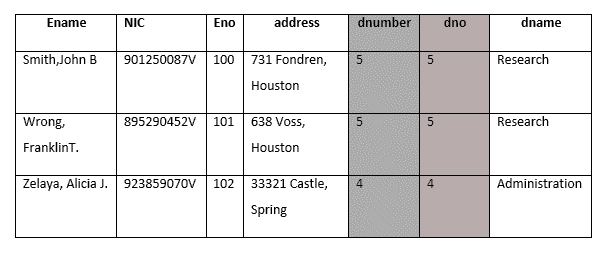 Ename NIC Eno address dnumber dno dname
Smith,John B 901250087V 100 731 Fondren, 5 5 Research
Houston
Wrong, 895290452V 101 638 Voss, 5 5 Research
FranklinT. Houston
Zelaya, Alicia J. 923859070V 102 33321 Castle, 4 4 Administration
Spring